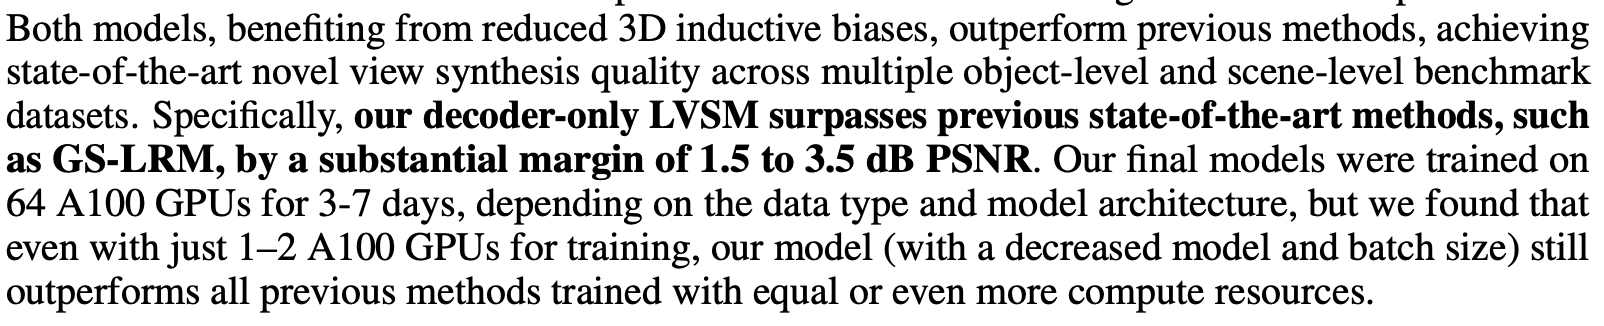 Both models, benefiting from reduced 3D inductive biases, outperform previous methods, achieving
state-of-the-art novel view synthesis quality across multiple object-level and scene-level benchmark
datasets. Specifically, our decoder-only LVSM surpasses previous state-of-the-art methods, such
as GS-LRM, by a substantial margin of 1.5 to 3.5 dB PSNR. Our final models were trained on
64 A100 GPUs for 3-7 days, depending on the data type and model architecture, but we found that
even with just 1–2 A100 GPUs for training, our model (with a decreased model and batch size) still
outperforms all previous methods trained with equal or even more compute resources.